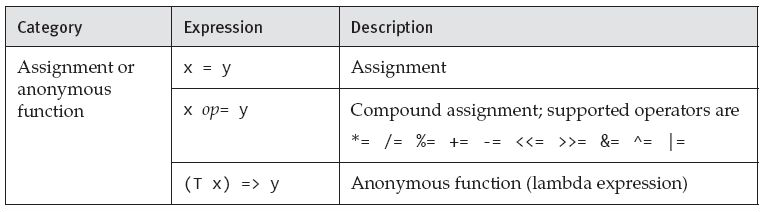 Category Expression Description
Assignment or anonymous function x = y Assignment
x op= y Compound assignment; supported operators are
*= /= %= += -= <<= >>= &= ^= |=
(T x) => y Anonymous function (lambda expression)